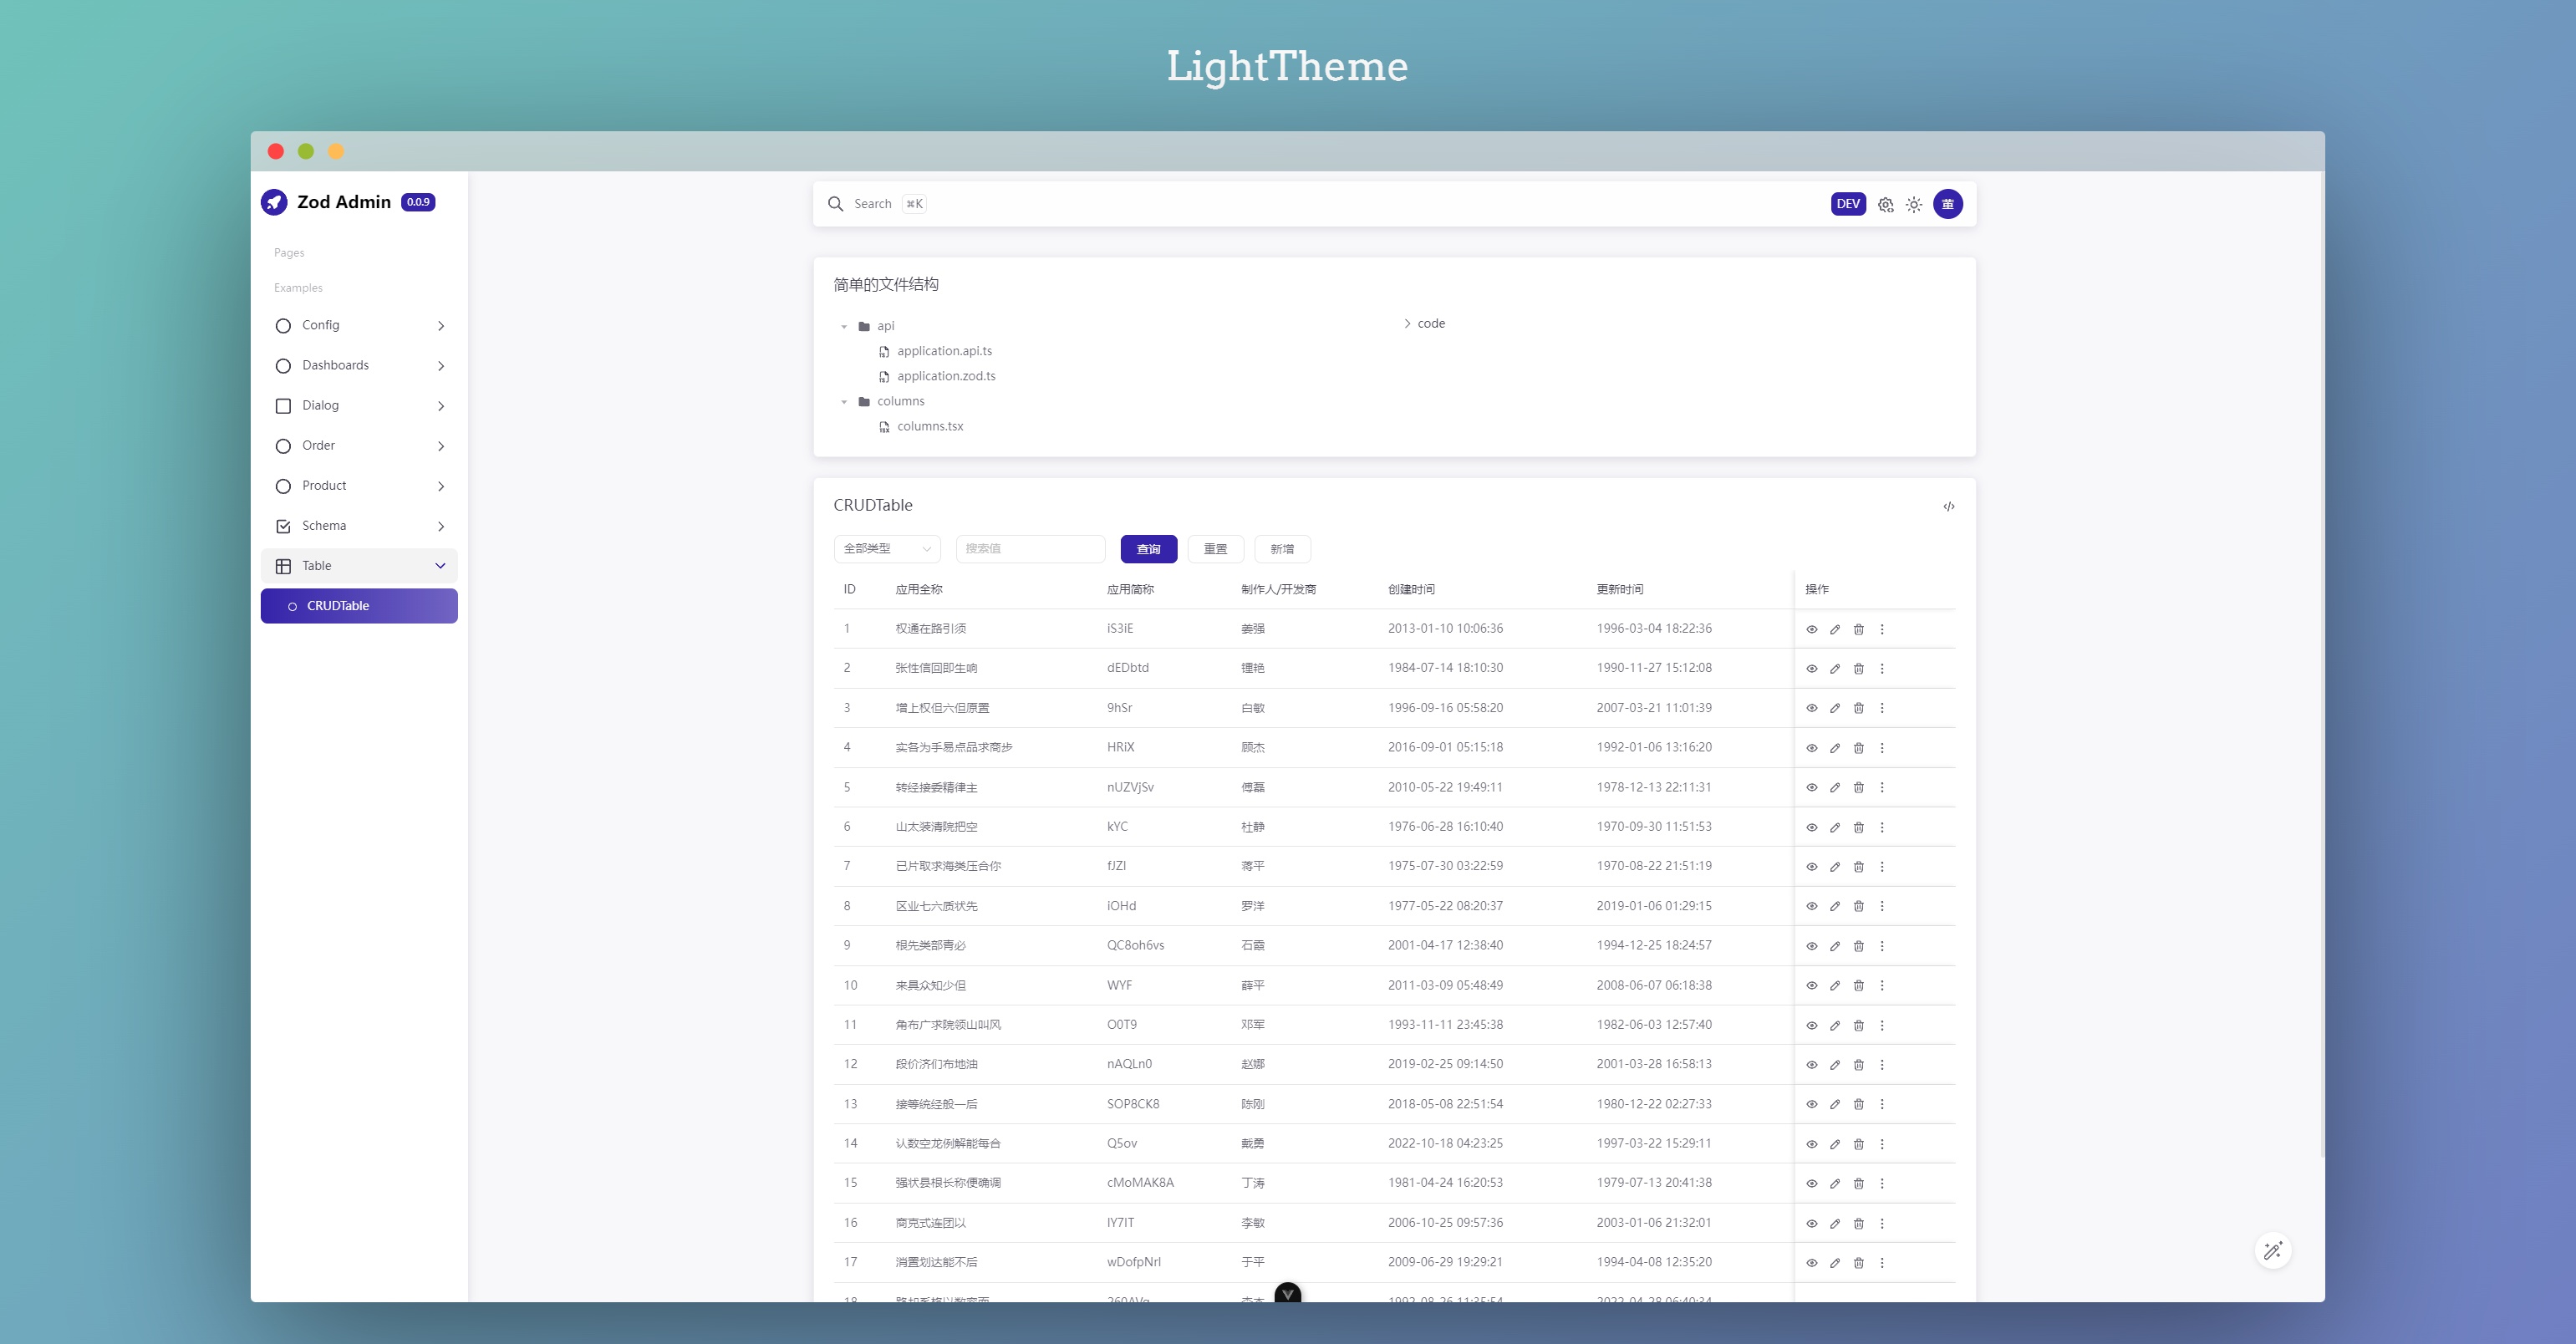 LightTheme
Zod Admin 0.0.9
Pages
Examples
Config
Dashboards
Dialog
Order
Product
Schema
Table
CRUDTable
Search ⌘K
DEV 董
简单的文件结构
api
application.api.ts
application.zod.ts
columns
columns.tsx
code
CRUDTable
全部类型 搜索值 查询 重置 新增
ID 应用全称 应用简称 制作人/开发商 创建时间 更新时间 操作
1 权通在路引须 iS3iE 姜强 2013-01-10 10:06:36 1996-03-04 18:22:36
2 张性信回即生响 dEDbtd 1984-07-14 18:10:30 1990-11-27 15:12:08
3 增上权但六但原置 9hSr 白敏 1996-09-16 05:58:20 2007-03-21 11:01:39
4 实各为手易点品求商步 HRiX 顾杰 2016-09-01 05:15:18 1992-01-06 13:16:20
5 转经接委精律主 nUZVjSv 傅磊 2010-05-22 19:49:11 1978-12-13 22:11:31
6 山太装清院把空 kYC 杜静 1976-06-28 16:10:40 1970-09-30 11:51:53
7 已片取求海类压合你 蒋平 1975-07-30 03:22:59 1970-08-22 21:51:19
8 区业七六质状先 iOHd 罗洋 1977-05-22 08:20:37 2019-01-06 01:29:15
9 根先类部青必 QC8oh6vs 石霞 2001-04-17 12:38:40 1994-12-25 18:24:57
10 来具众知少但 WYF 薛平 2011-03-09 05:48:49 2008-06-07 06:18:38
11 角布广求院领山叫风 O0T9 邓军 1993-11-11 23:45:38 1982-06-03 12:57:40
12 段价济们布地油 nAQLn0 赵娜 2019-02-25 09:14:50 2001-03-28 16:58:13
13 接等统经般一后 SOP8CK8 陈刚 2018-05-08 22:51:54 1980-12-22 02:27:33
14 认数空龙例解能每合 Q5ov 戴勇 2022-10-18 04:23:25 1997-03-22 15:29:11
15 强状县根长称便确调 cMoMAK8A 丁涛 1981-04-24 16:20:53 1979-07-13 20:41:38
16 商克式连团以 李敏 2006-10-25 09:57:36 2003-01-06 21:32:01
17 消置划达能不后 于平 2009-06-29 19:29:21 1994-04-08 12:35:20